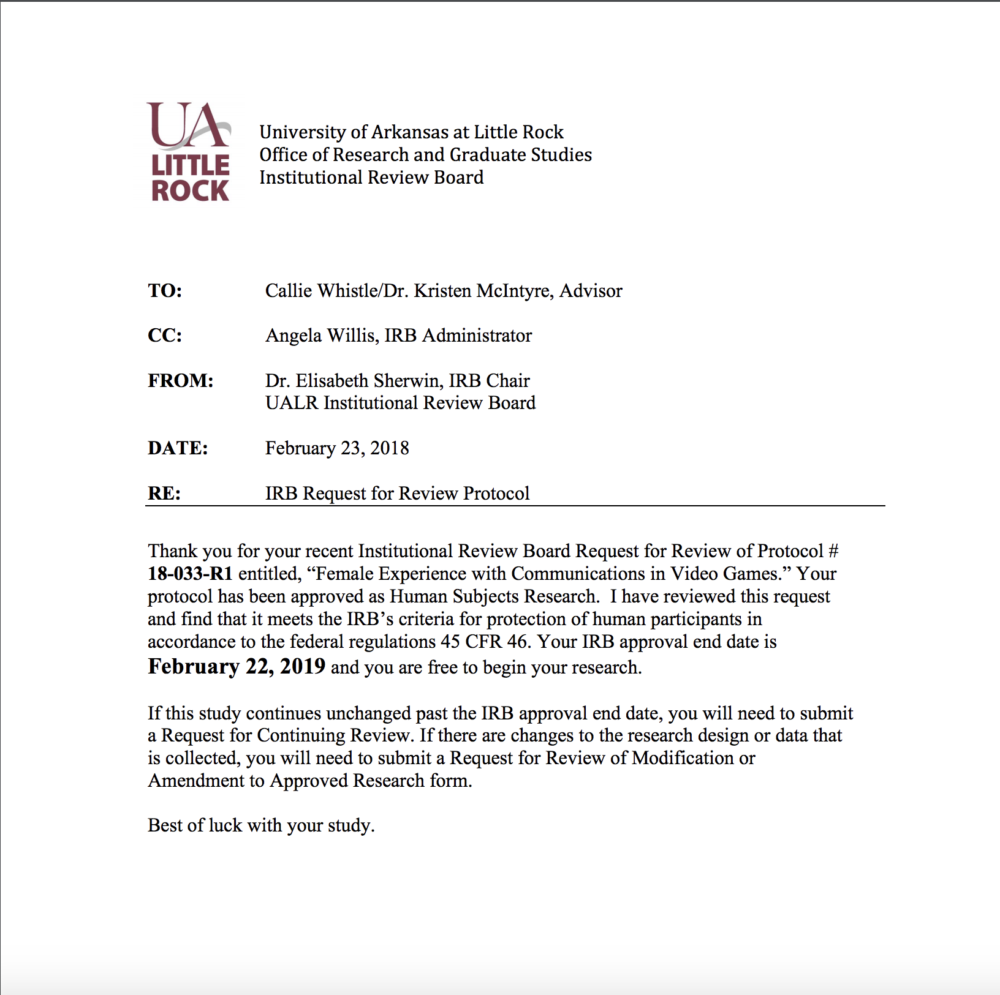 UA
LITTLE
ROCK
University of Arkansas at Little Rock
Office of Research and Graduate Studies
Institutional Review Board
TO: Callie Whistle/Dr. Kristen McIntyre, Advisor
CC: Angela Willis, IRB Administrator
FROM: Dr. Elisabeth Sherwin, IRB Chair
UALR Institutional Review Board
DATE: February 23, 2018
RE: IRB Request for Review Protocol
Thank you for your recent Institutional Review Board Request for Review of Protocol #
18-033-R1 entitled, “Female Experience with Communications in Video Games.” Your
protocol has been approved as Human Subjects Research.  I have reviewed this request
and find that it meets the IRB’s criteria for protection of human participants in
accordance to the federal regulations 45 CFR 46. Your IRB approval end date is
February 22, 2019 and you are free to begin your research.
If this study continues unchanged past the IRB approval end date, you will need to submit
a Request for Continuing Review. If there are changes to the research design or data that
is collected, you will need to submit a Request for Review of Modification or
Amendment to Approved Research form.
Best of luck with your study.